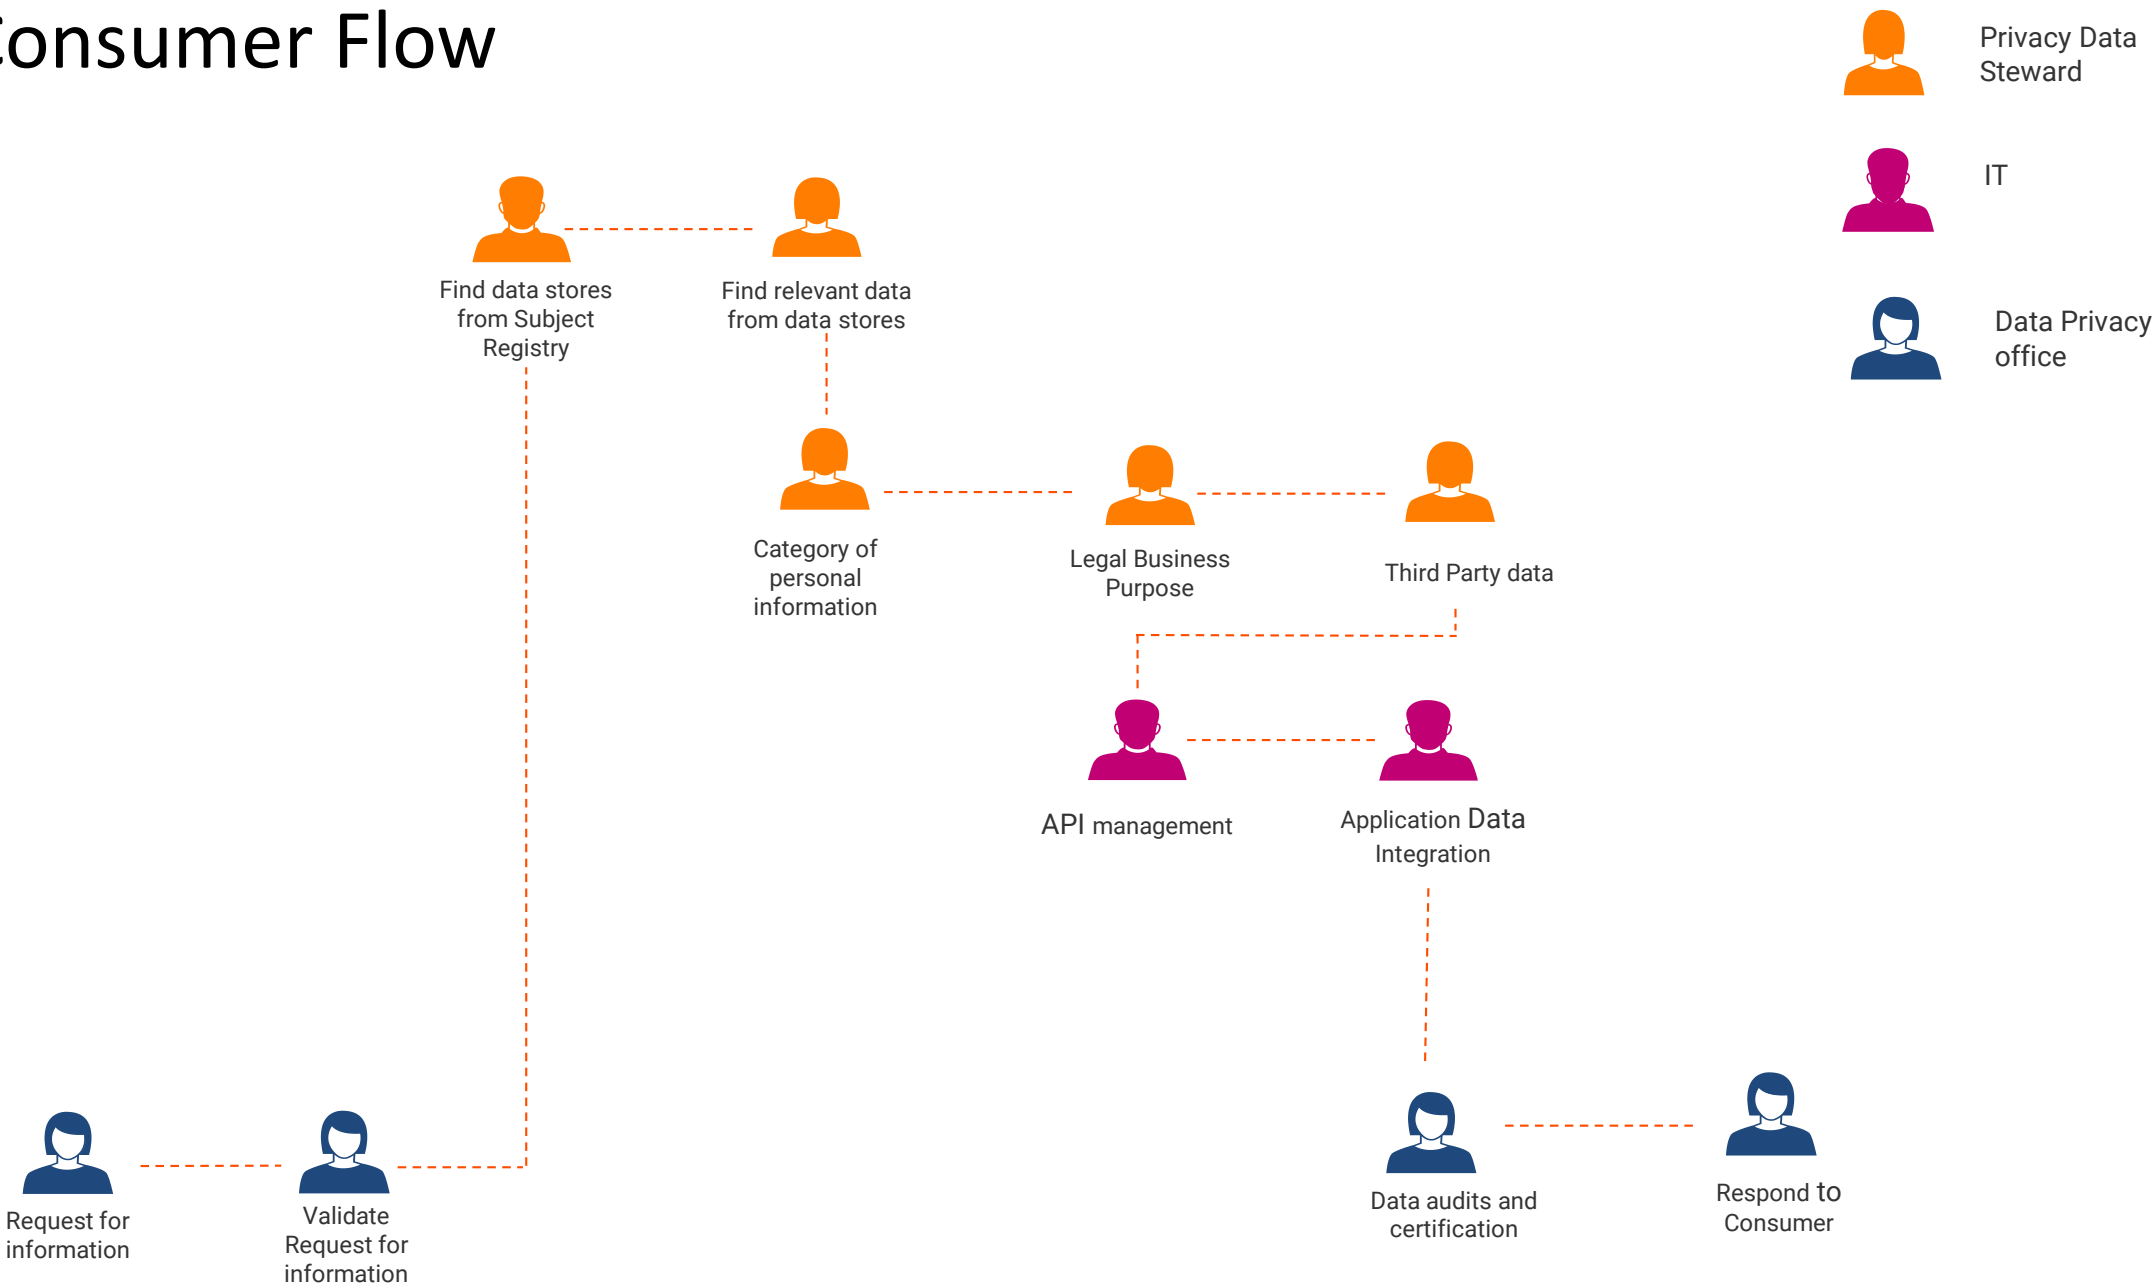 onsumer Flow
Privacy Data
Steward
IT
Data Privacy
office
Find data stores
from Subject
Registry
Find relevant data
from data stores
Category of
personal
information
Legal Business
Purpose
Third Party data
API management
Application Data
Integration
Request for
information
Validate
Request for
information
Data audits and
certification
Respond to
Consumer